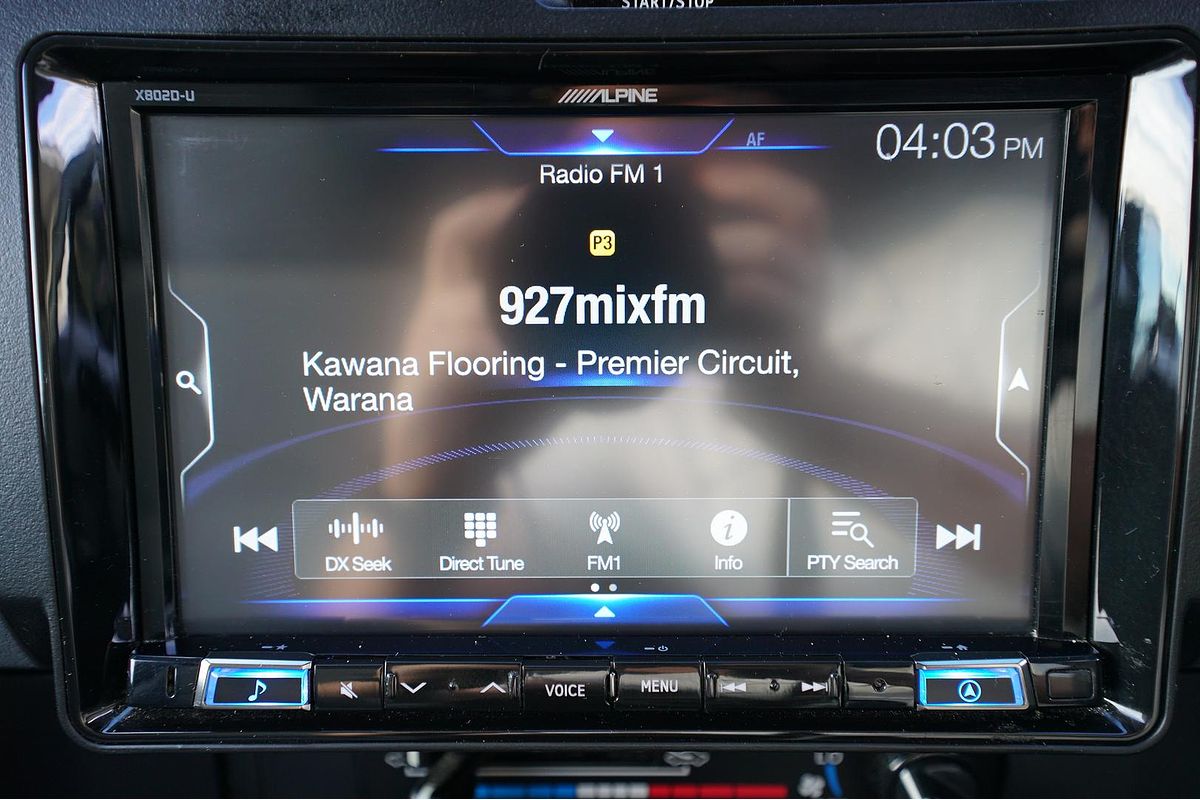 START/STOP
X802D-U
ALPINE
AF
04:03 PM
Radio FM 1
P3
927mixfm
Kawana Flooring - Premier Circuit,
Warana
DX Seek
Direct Tune
FM1
i
Info
PTY Search
VOICE
MENU